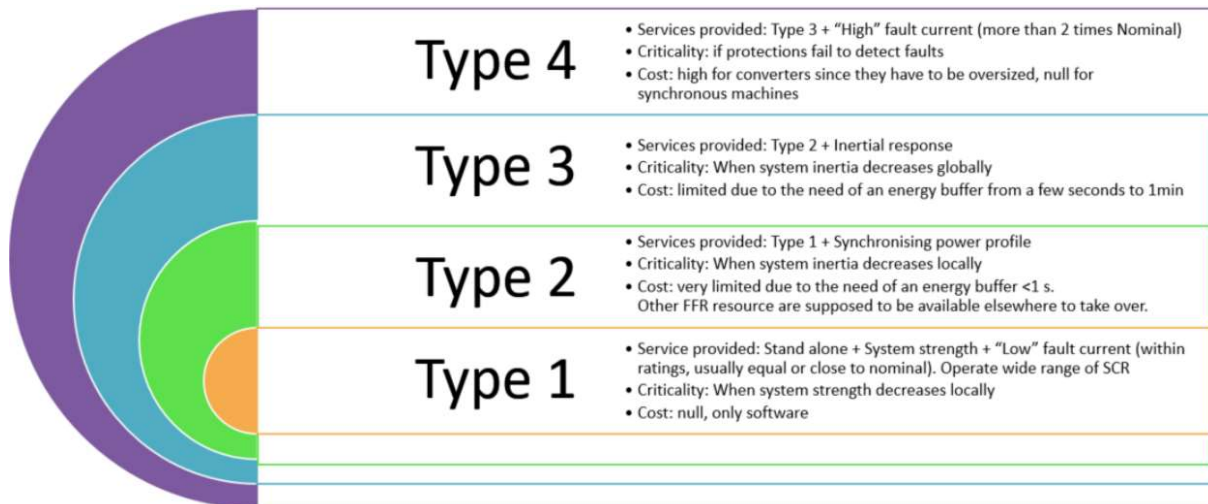 Type 4
• Services provided: Type 3 + “High” fault current (more than 2 times Nominal)
• Criticality: if protections fail to detect faults
• Cost: high for converters since they have to be oversized, null for
synchronous machines
Type 3
• Services provided: Type 2 + Inertial response
• Criticality: When system inertia decreases globally
• Cost: limited due to the need of an energy buffer from a few seconds to 1min
Type 2
• Services provided: Type 1 + Synchronising power profile
• Criticality: When system inertia decreases locally
• Cost: very limited due to the need of an energy buffer <1 s.
Other FFR resource are supposed to be available elsewhere to take over.
Type 1
• Service provided: Stand alone + System strength + “Low” fault current (within
ratings, usually equal or close to nominal). Operate wide range of SCR
• Criticality: When system strength decreases locally
• Cost: null, only software